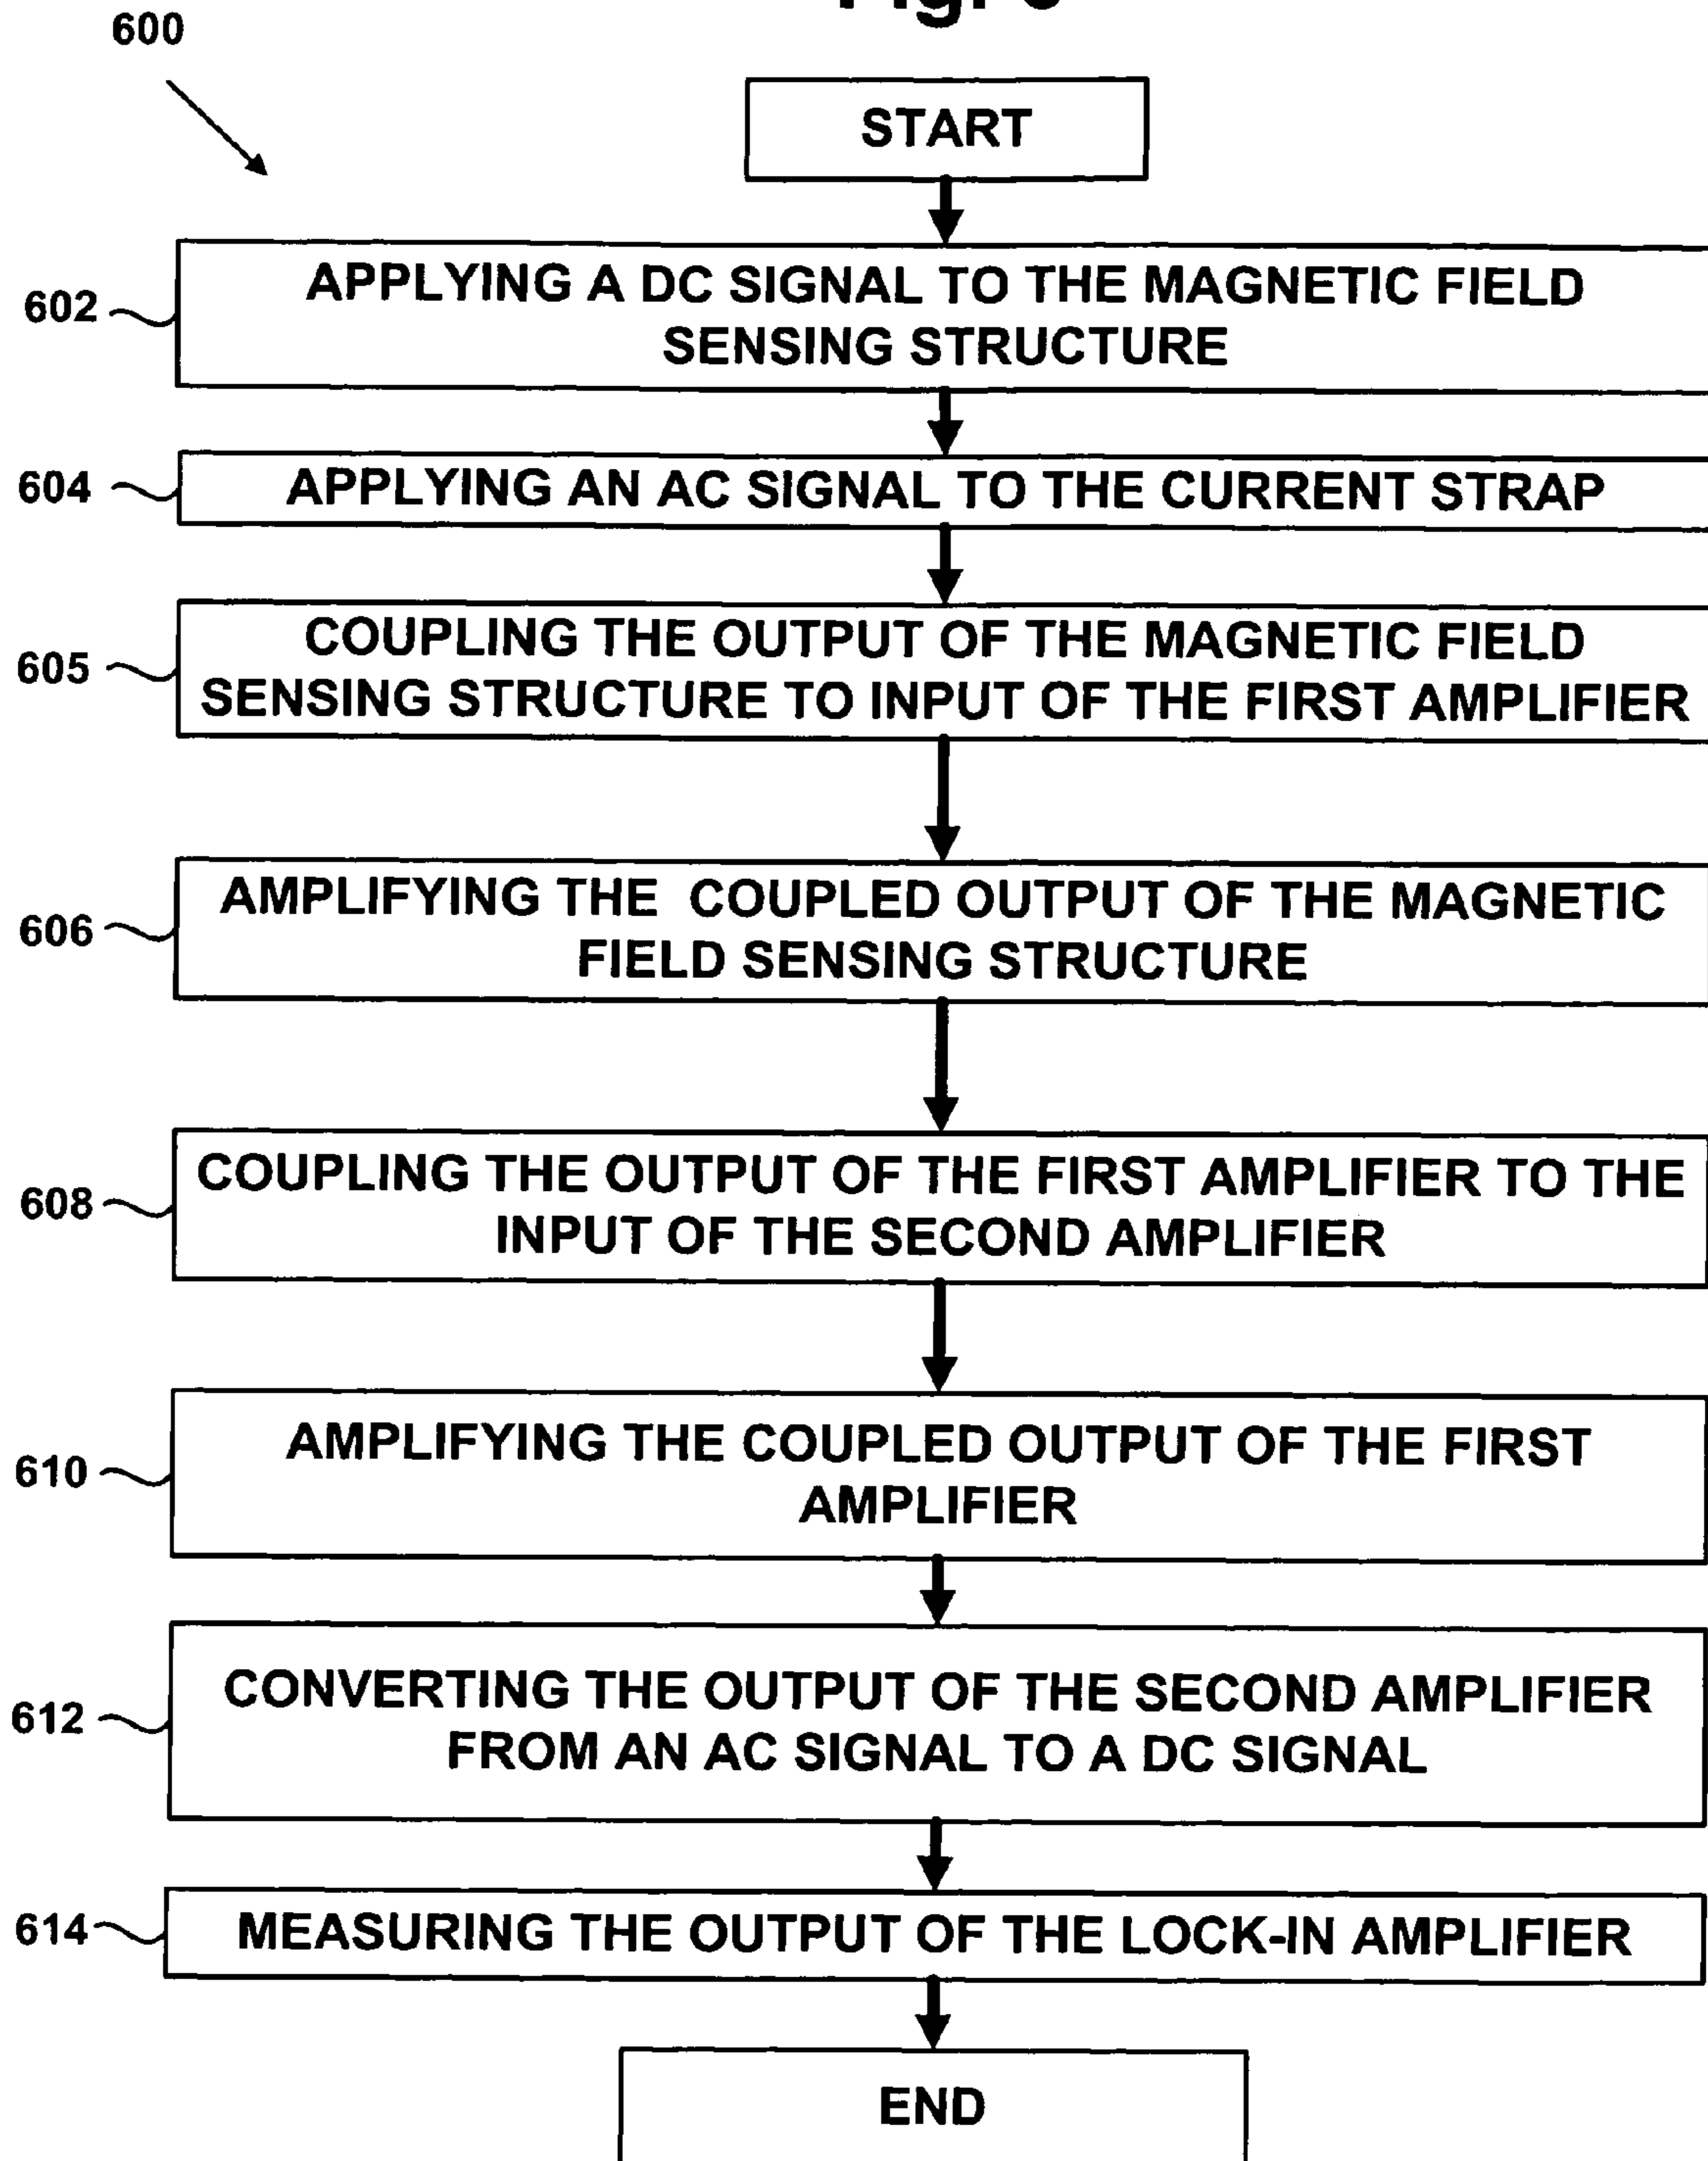 600
START
602
APPLYING A DC SIGNAL TO THE MAGNETIC FIELD
SENSING STRUCTURE
604
APPLYING AN AC SIGNAL TO THE CURRENT STRAP
605
COUPLING THE OUTPUT OF THE MAGNETIC FIELD
SENSING STRUCTURE TO INPUT OF THE FIRST AMPLIFIER
606
AMPLIFYING THE COUPLED OUTPUT OF THE MAGNETIC
FIELD SENSING STRUCTURE
608
COUPLING THE OUTPUT OF THE FIRST AMPLIFIER TO THE
INPUT OF THE SECOND AMPLIFIER
610
AMPLIFYING THE COUPLED OUTPUT OF THE FIRST
AMPLIFIER
612
CONVERTING THE OUTPUT OF THE SECOND AMPLIFIER
FROM AN AC SIGNAL TO A DC SIGNAL
614
MEASURING THE OUTPUT OF THE LOCK-IN AMPLIFIER
END